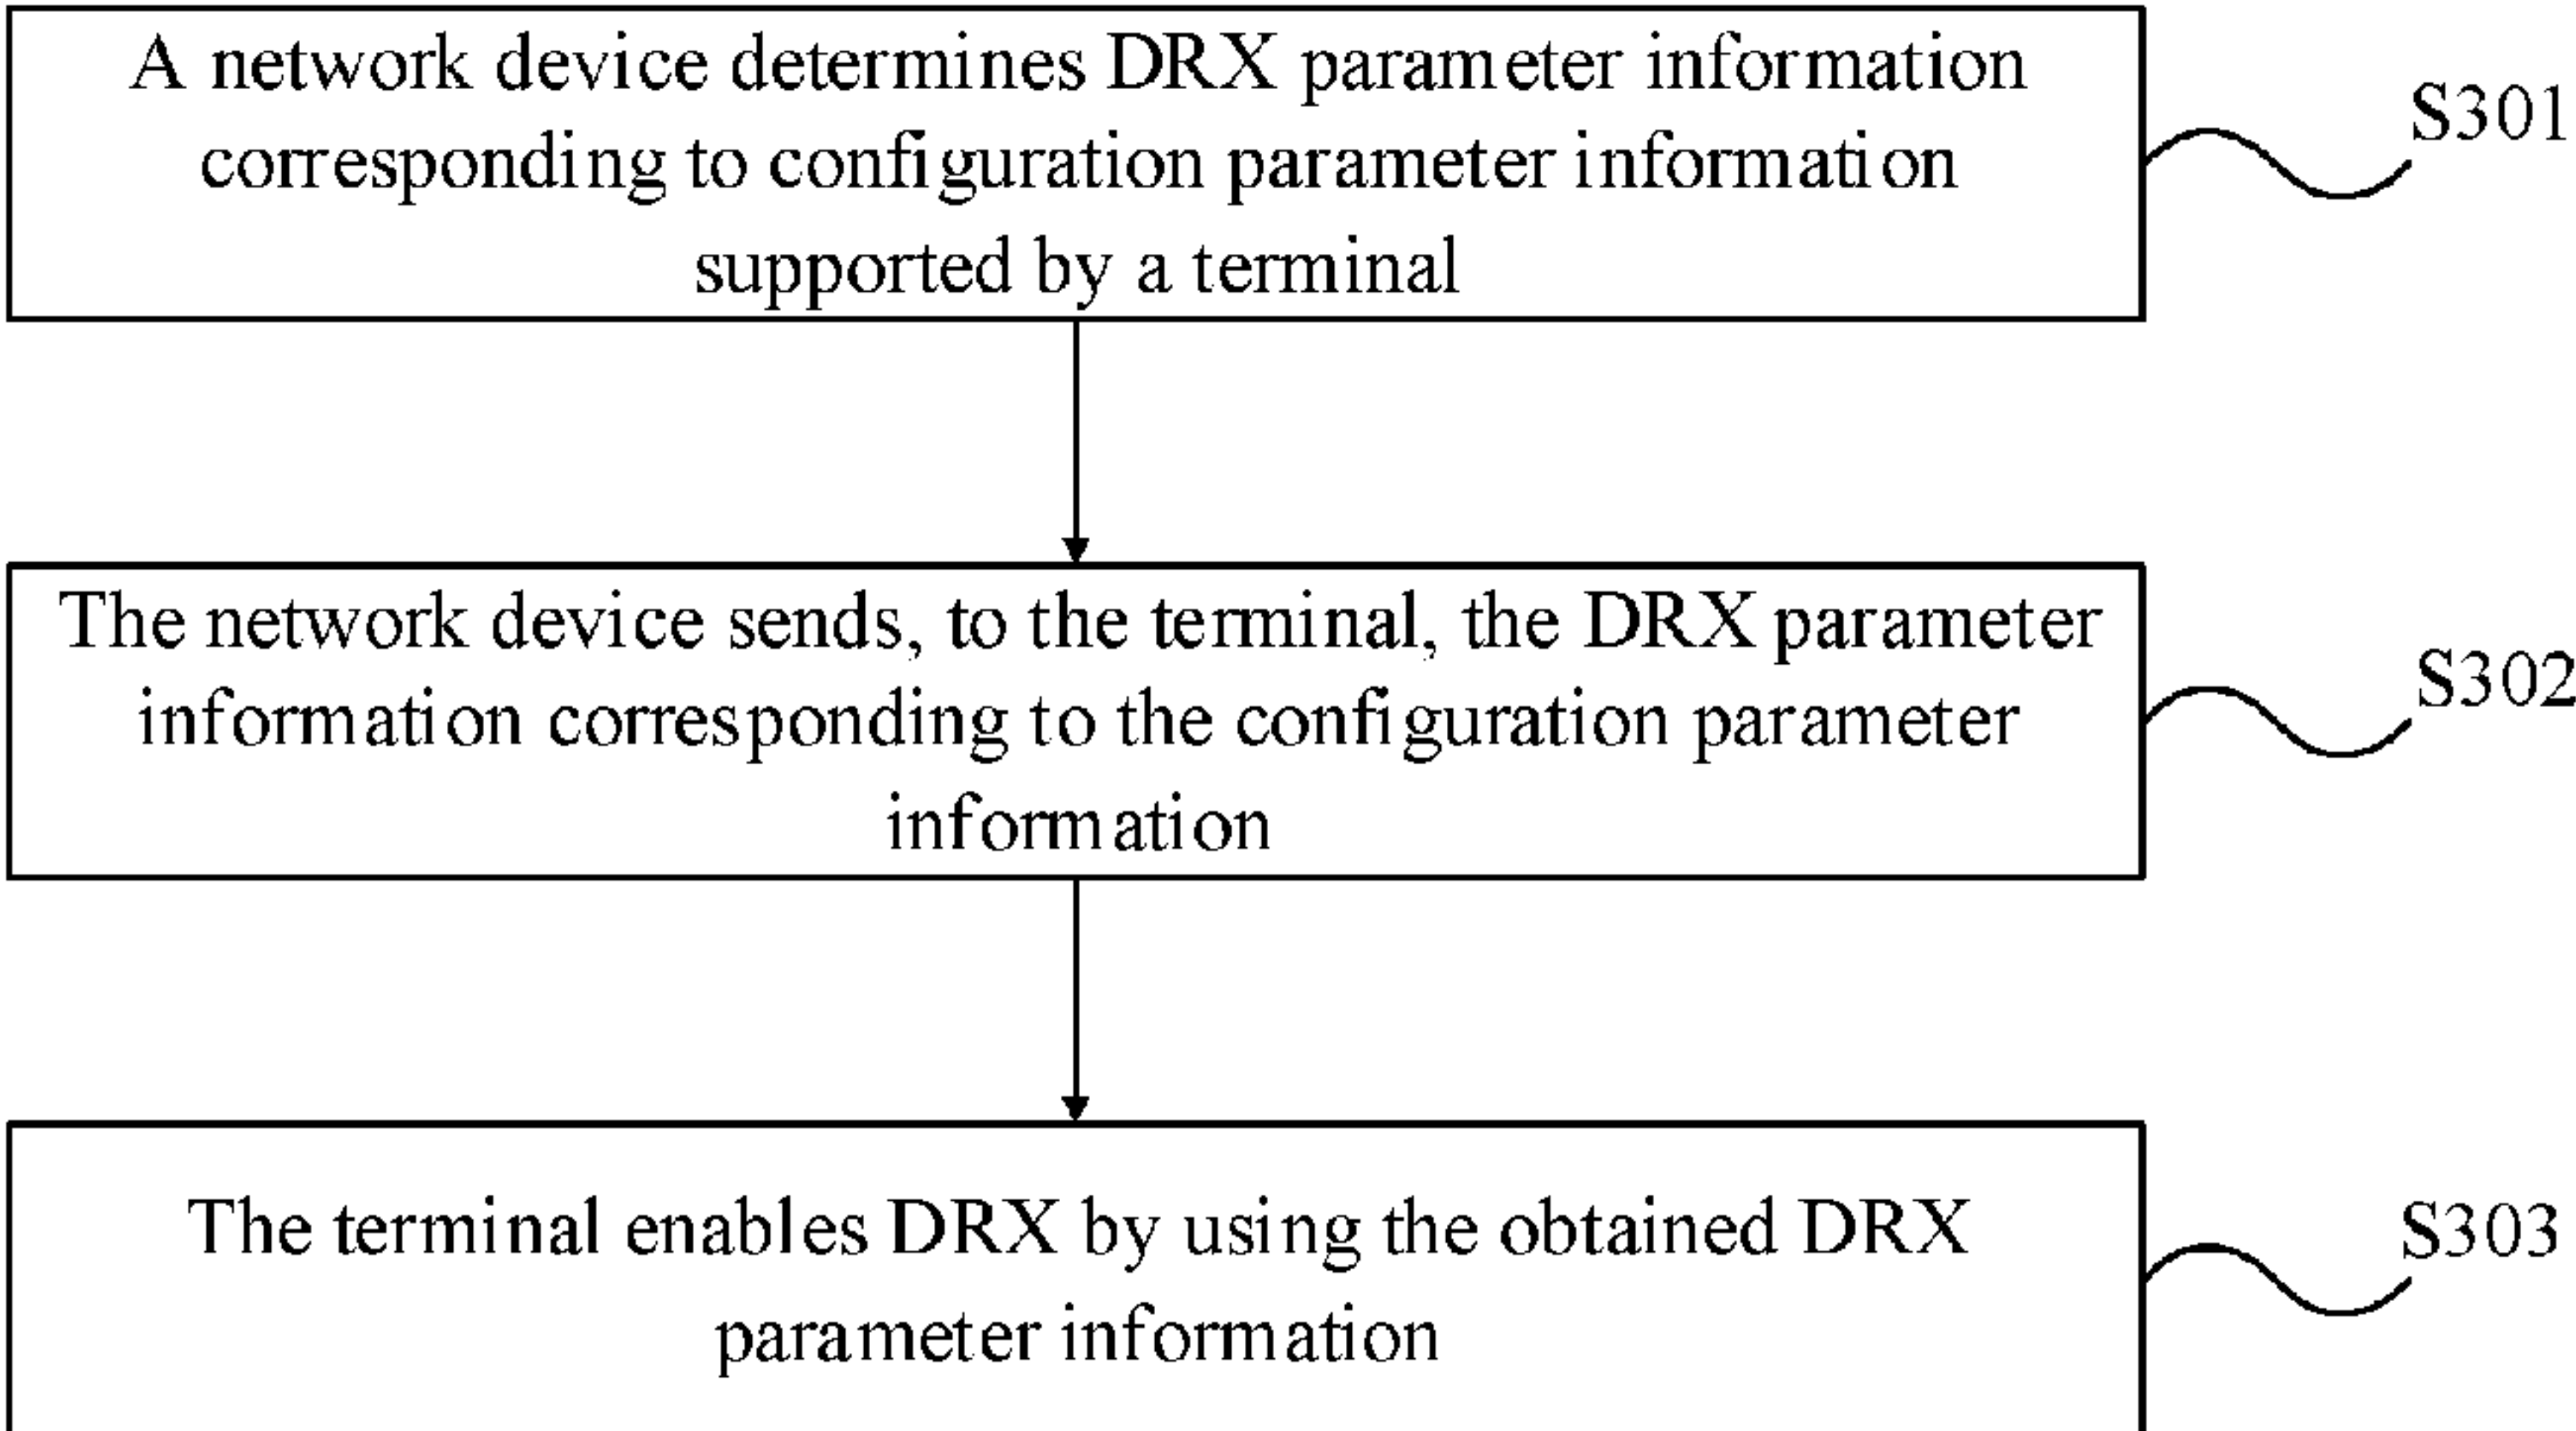 A network device determines DRX parameter information
corresponding to configuration parameter information
supported by a terminal
S301
The network device sends, to the terminal, the DRX parameter
information corresponding to the configuration parameter
information
S302
The terminal enables DRX by using the obtained DRX
parameter information
S303